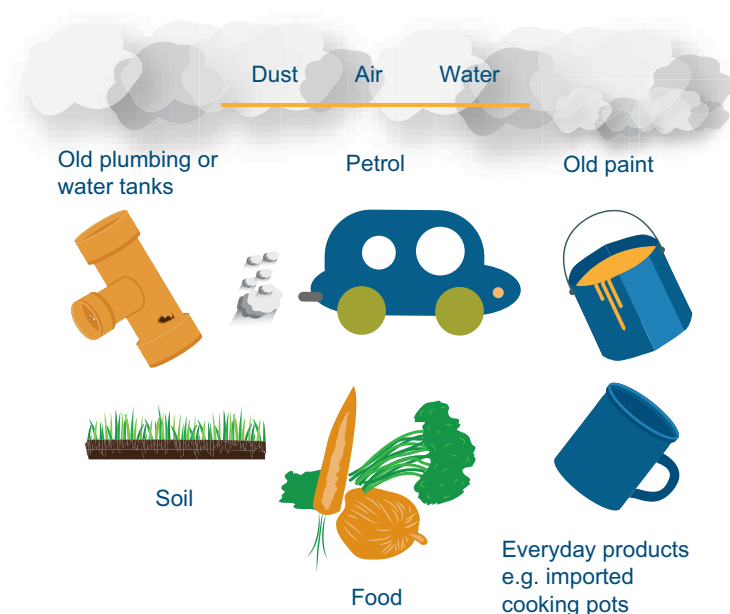 Dust Air Water
Old plumbing or
water tanks
Petrol
Old paint
Soil
Food
Everyday products
e.g. imported
cooking pots